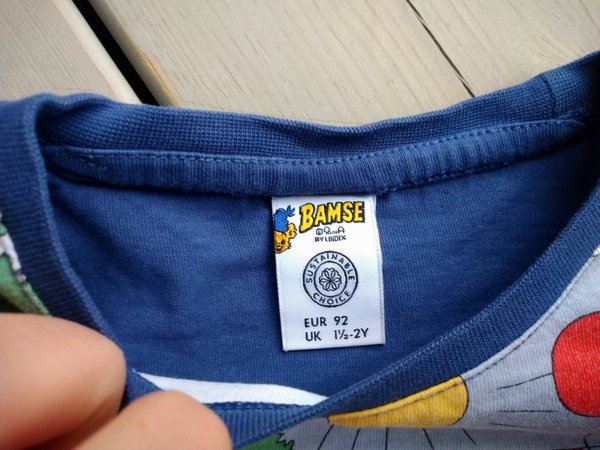 BAMSE
BY LINDEX
SUSTAINABLE
CHOICE
EUR 92
UK 1½-2Y